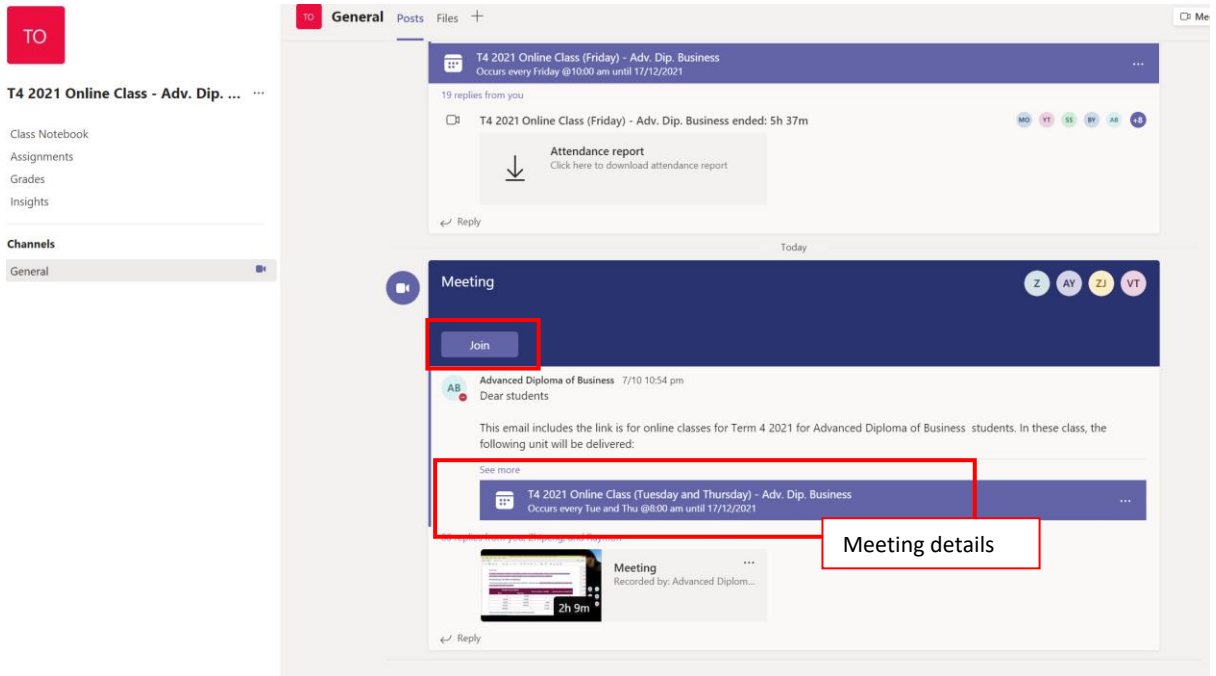 TO
T4 2021 Online Class - Adv. Dip. ... ...
Class Notebook
Assignments
Grades
Insights
Channels
General
TO General Posts Files +
Me
T4 2021 Online Class (Friday) - Adv. Dip. Business
Occurs every Friday @10:00 am until 17/12/2021
...
19 replies from you
T4 2021 Online Class (Friday) - Adv. Dip. Business ended: 5h 37m
MO YT SS BY AB +8
Attendance report
Click here to download attendance report
Reply
Today
Meeting
Z AY ZJ VT
Join
AB
Advanced Diploma of Business 7/10 10:54 pm
Dear students
This email includes the link is for online classes for Term 4 2021 for Advanced Diploma of Business students. In these class, the
following unit will be delivered:
See more
T4 2021 Online Class (Tuesday and Thursday) - Adv. Dip. Business
Occurs every Tue and Thu @8:00 am until 17/12/2021
...
Meeting details
replies from you, Zhipeng, and Raymon
Meeting ...
Recorded by: Advanced Diplom...
2h 9m
Reply